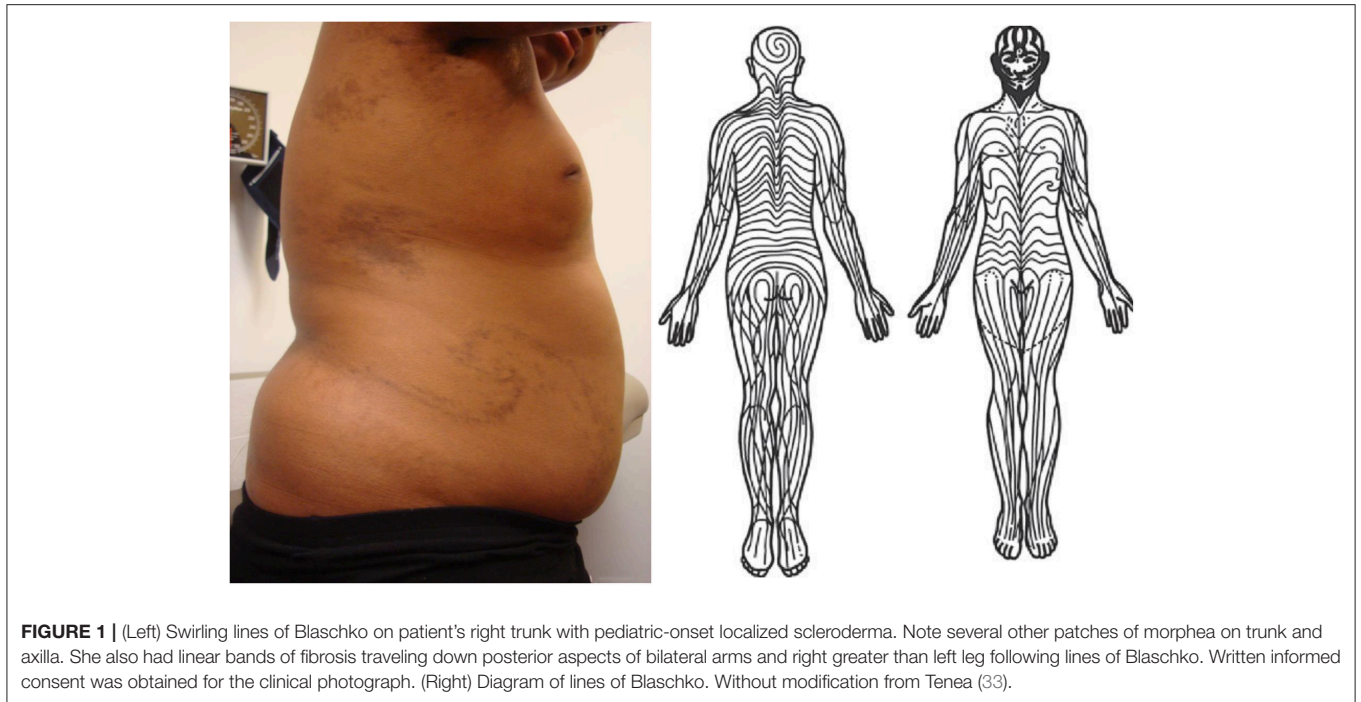 FIGURE 1 | (Left) Swirling lines of Blaschko on patient's right trunk with pediatric-onset localized scleroderma. Note several other patches of morphea on trunk and
axilla. She also had linear bands of fibrosis traveling down posterior aspects of bilateral arms and right greater than left leg following lines of Blaschko. Written informed
consent was obtained for the clinical photograph. (Right) Diagram of lines of Blaschko. Without modification from Tenea (33).